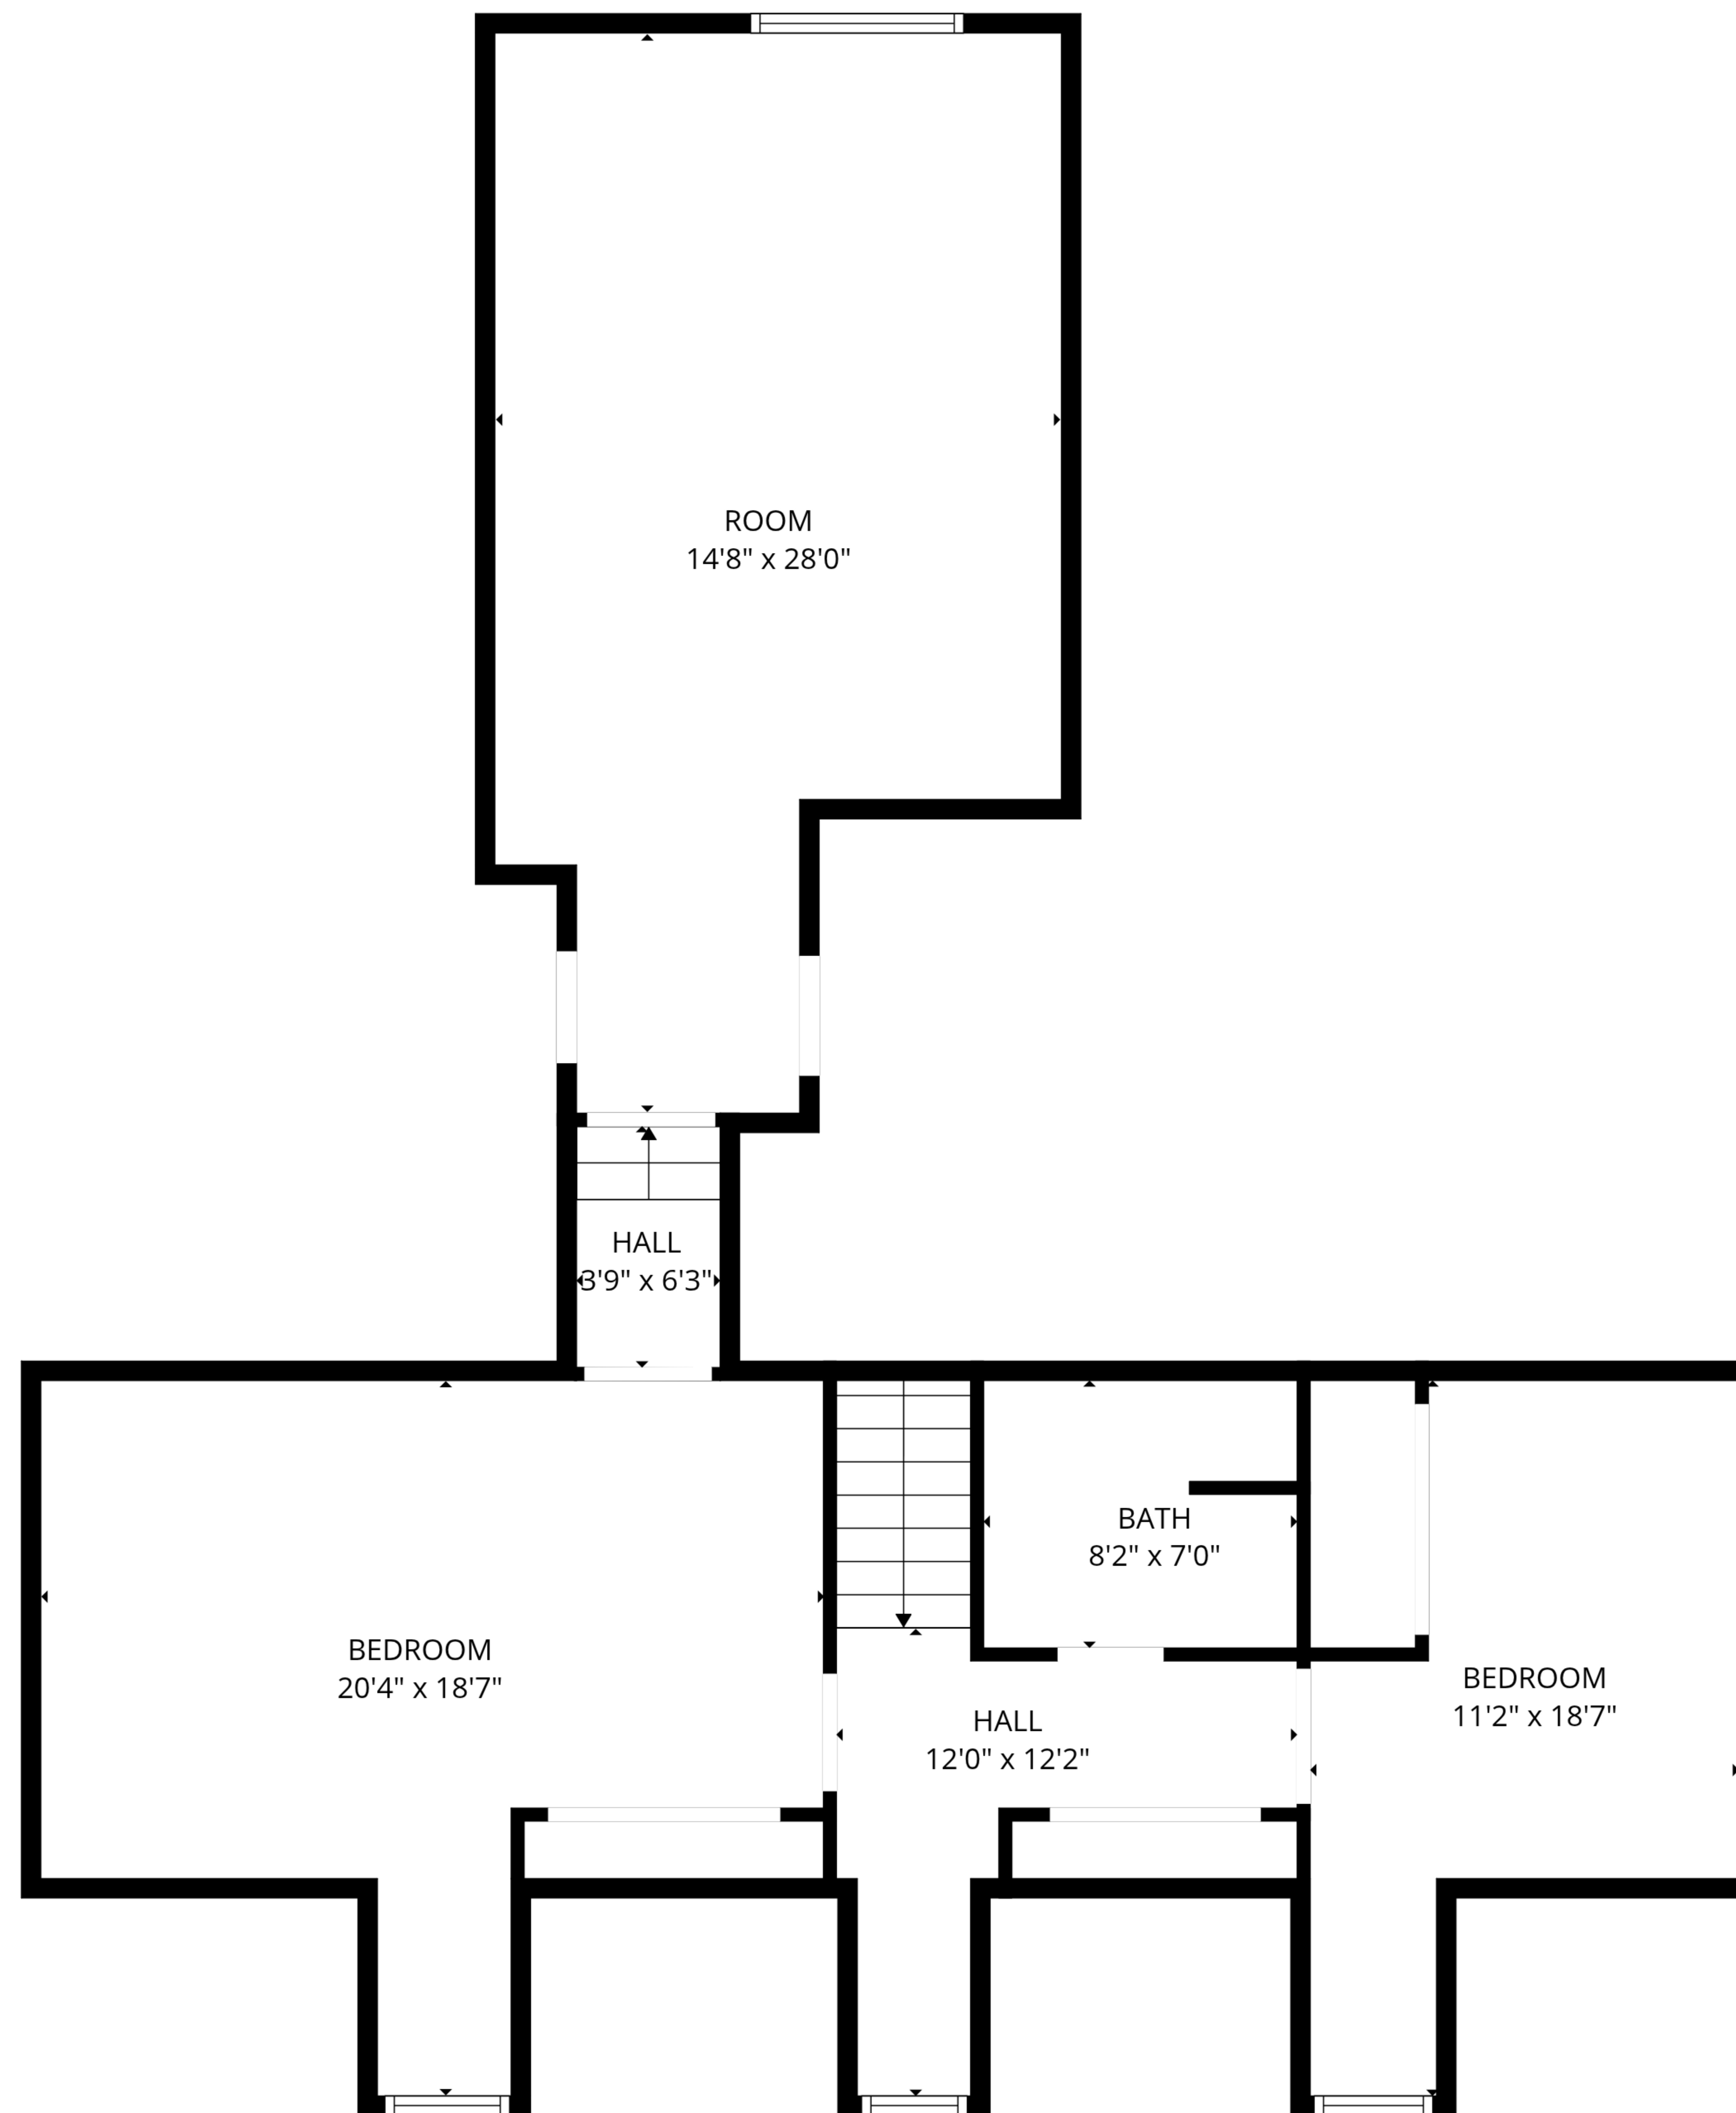 ROOM
14'8" x 28'0"
HALL
3'9" x 6'3"
BATH
8'2" x 7'0"
BEDROOM
20'4" x 18'7"
BEDROOM
11'2" x 18'7"
HALL
12'0" x 12'2"